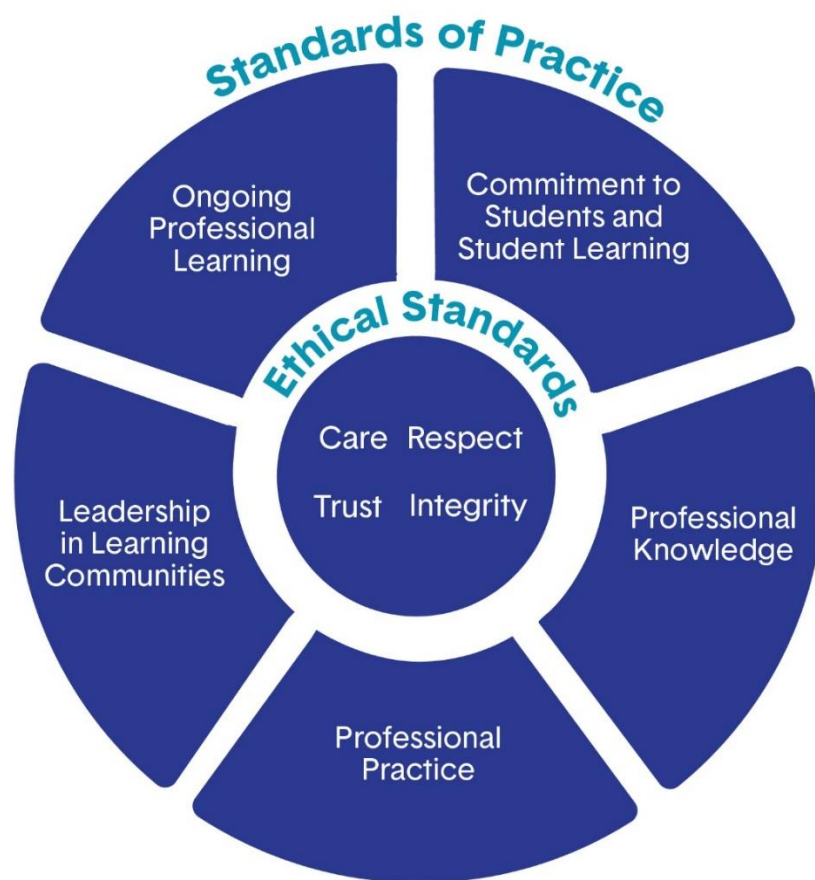 Standards of Practice
Ongoing
Professional
Learning
Commitment to
Students and
Student Learning
Ethical Standards
Care Respect
Trust Integrity
Leadership
in Learning
Communities
Professional
Knowledge
Professional
Practice